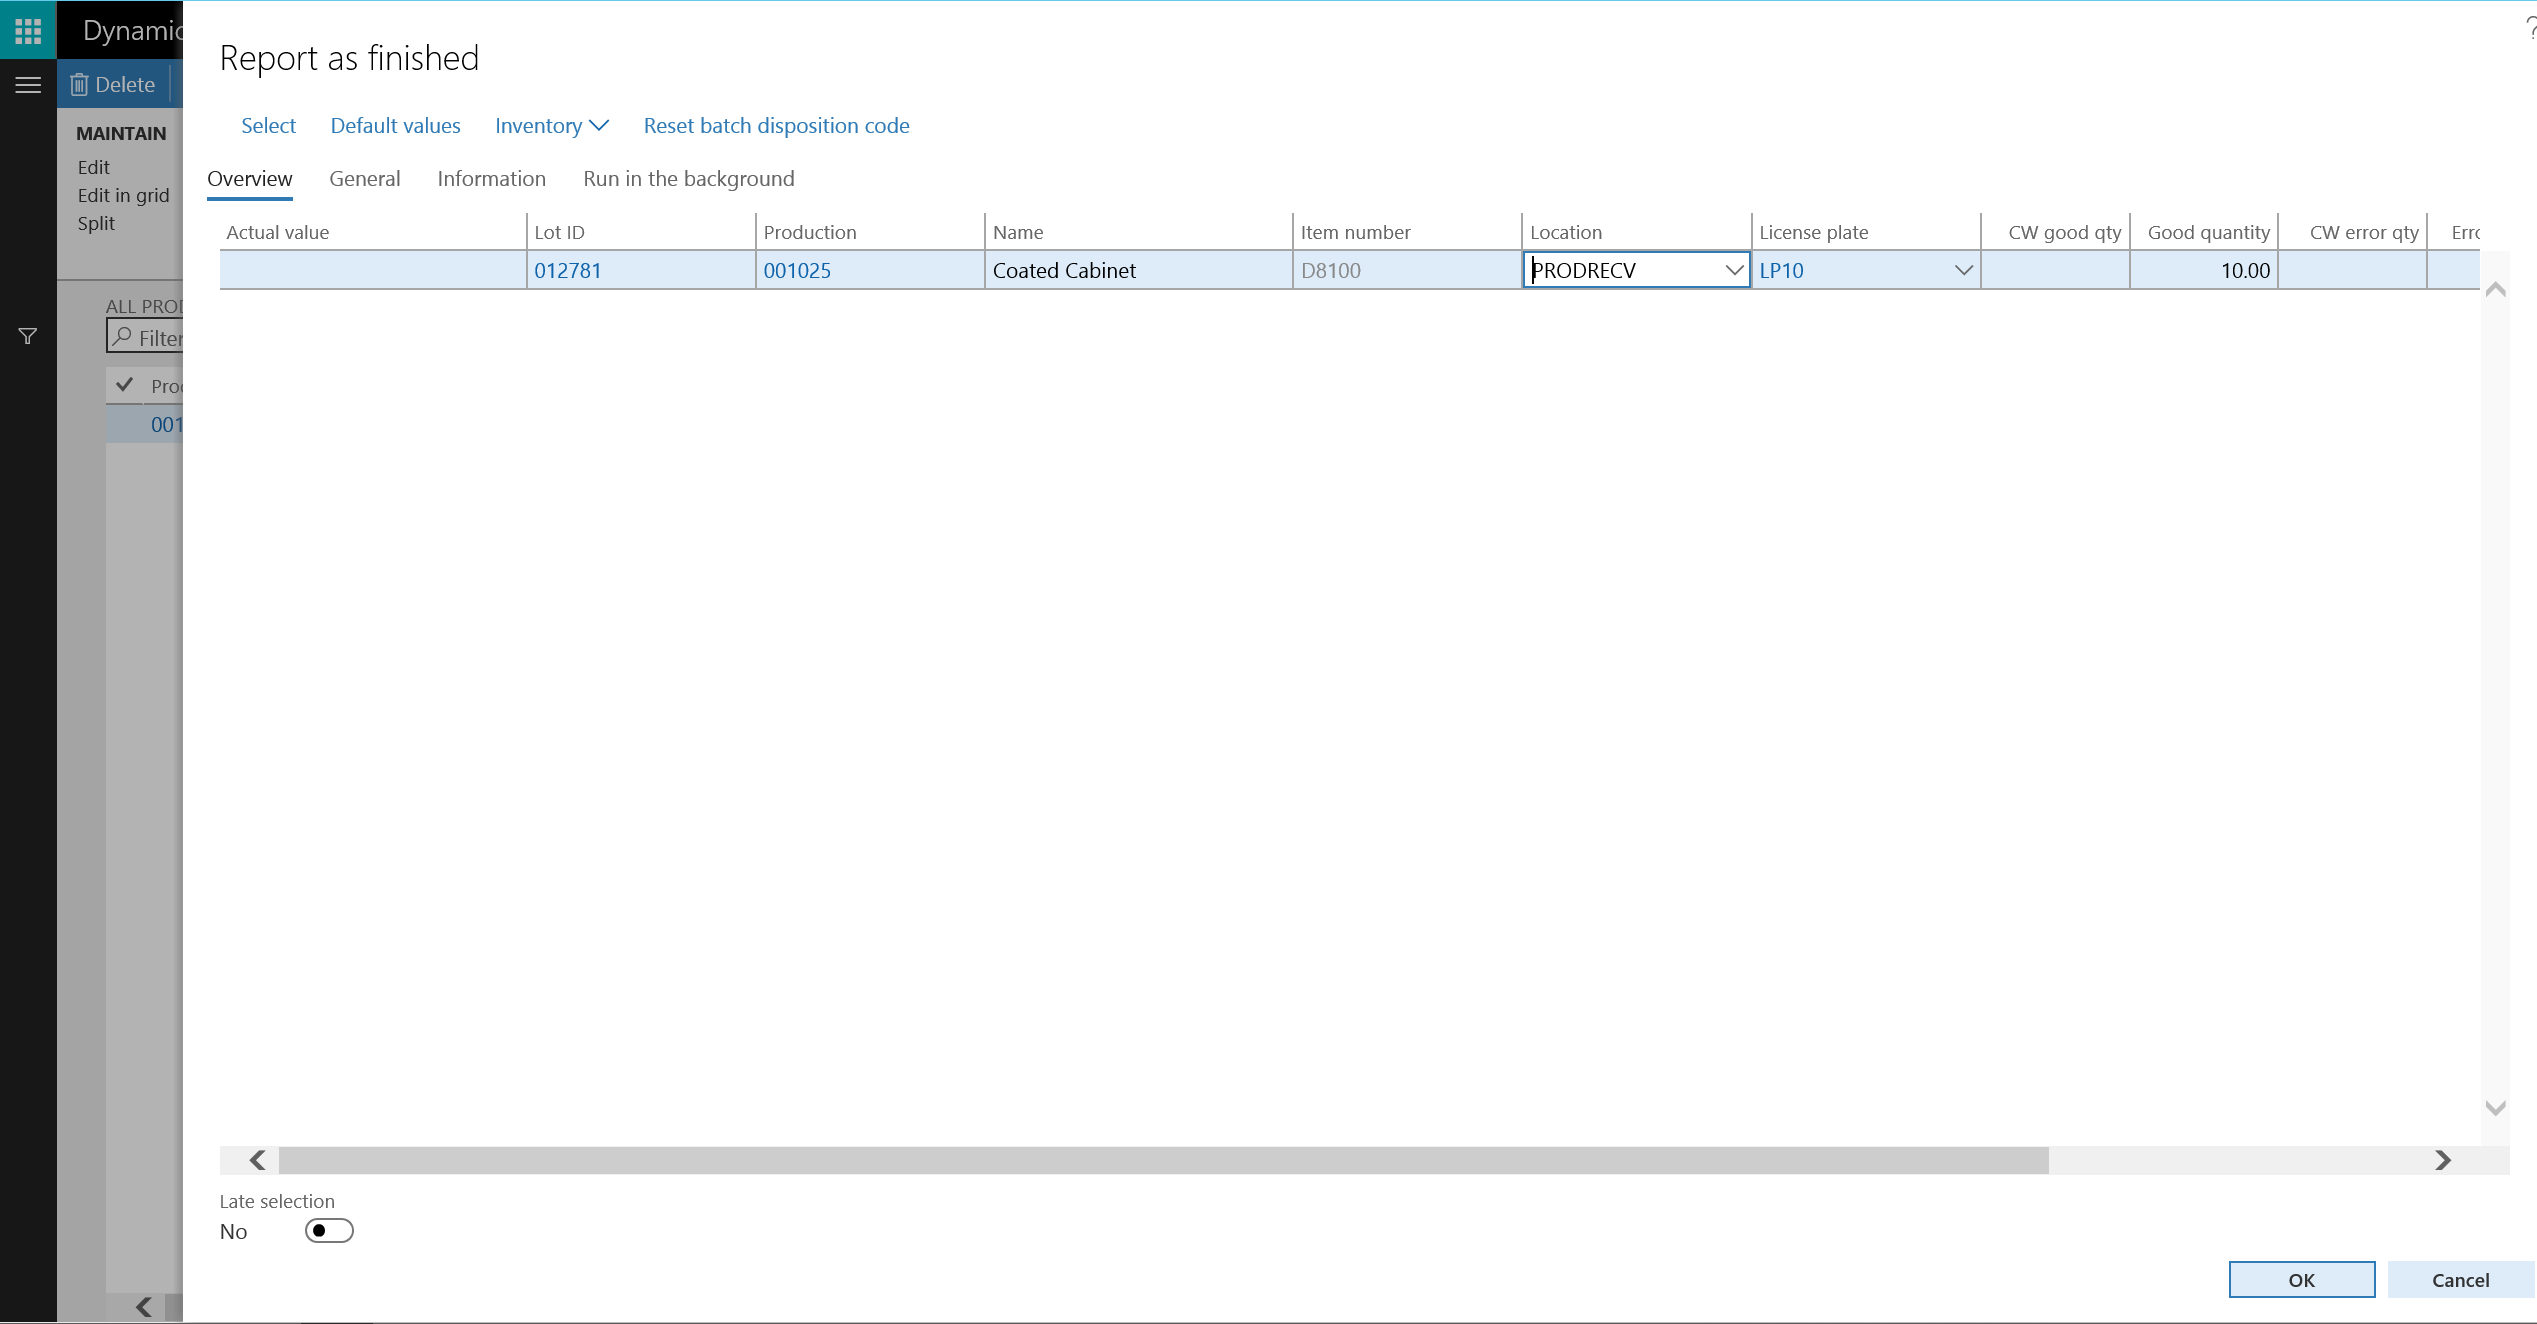 Dynamic
Delete
MAINTAIN
Edit
Edit in grid
Split
ALL PROD
Filter
Prod
001
Report as finished
Select Default values Inventory Reset batch disposition code
Overview General Information Run in the background
Actual value Lot ID Production Name Item number Location License plate CW good qty Good quantity CW error qty Erro
012781 001025 Coated Cabinet D8100 PRODRECV LP10 10.00
Late selection
No
OK Cancel